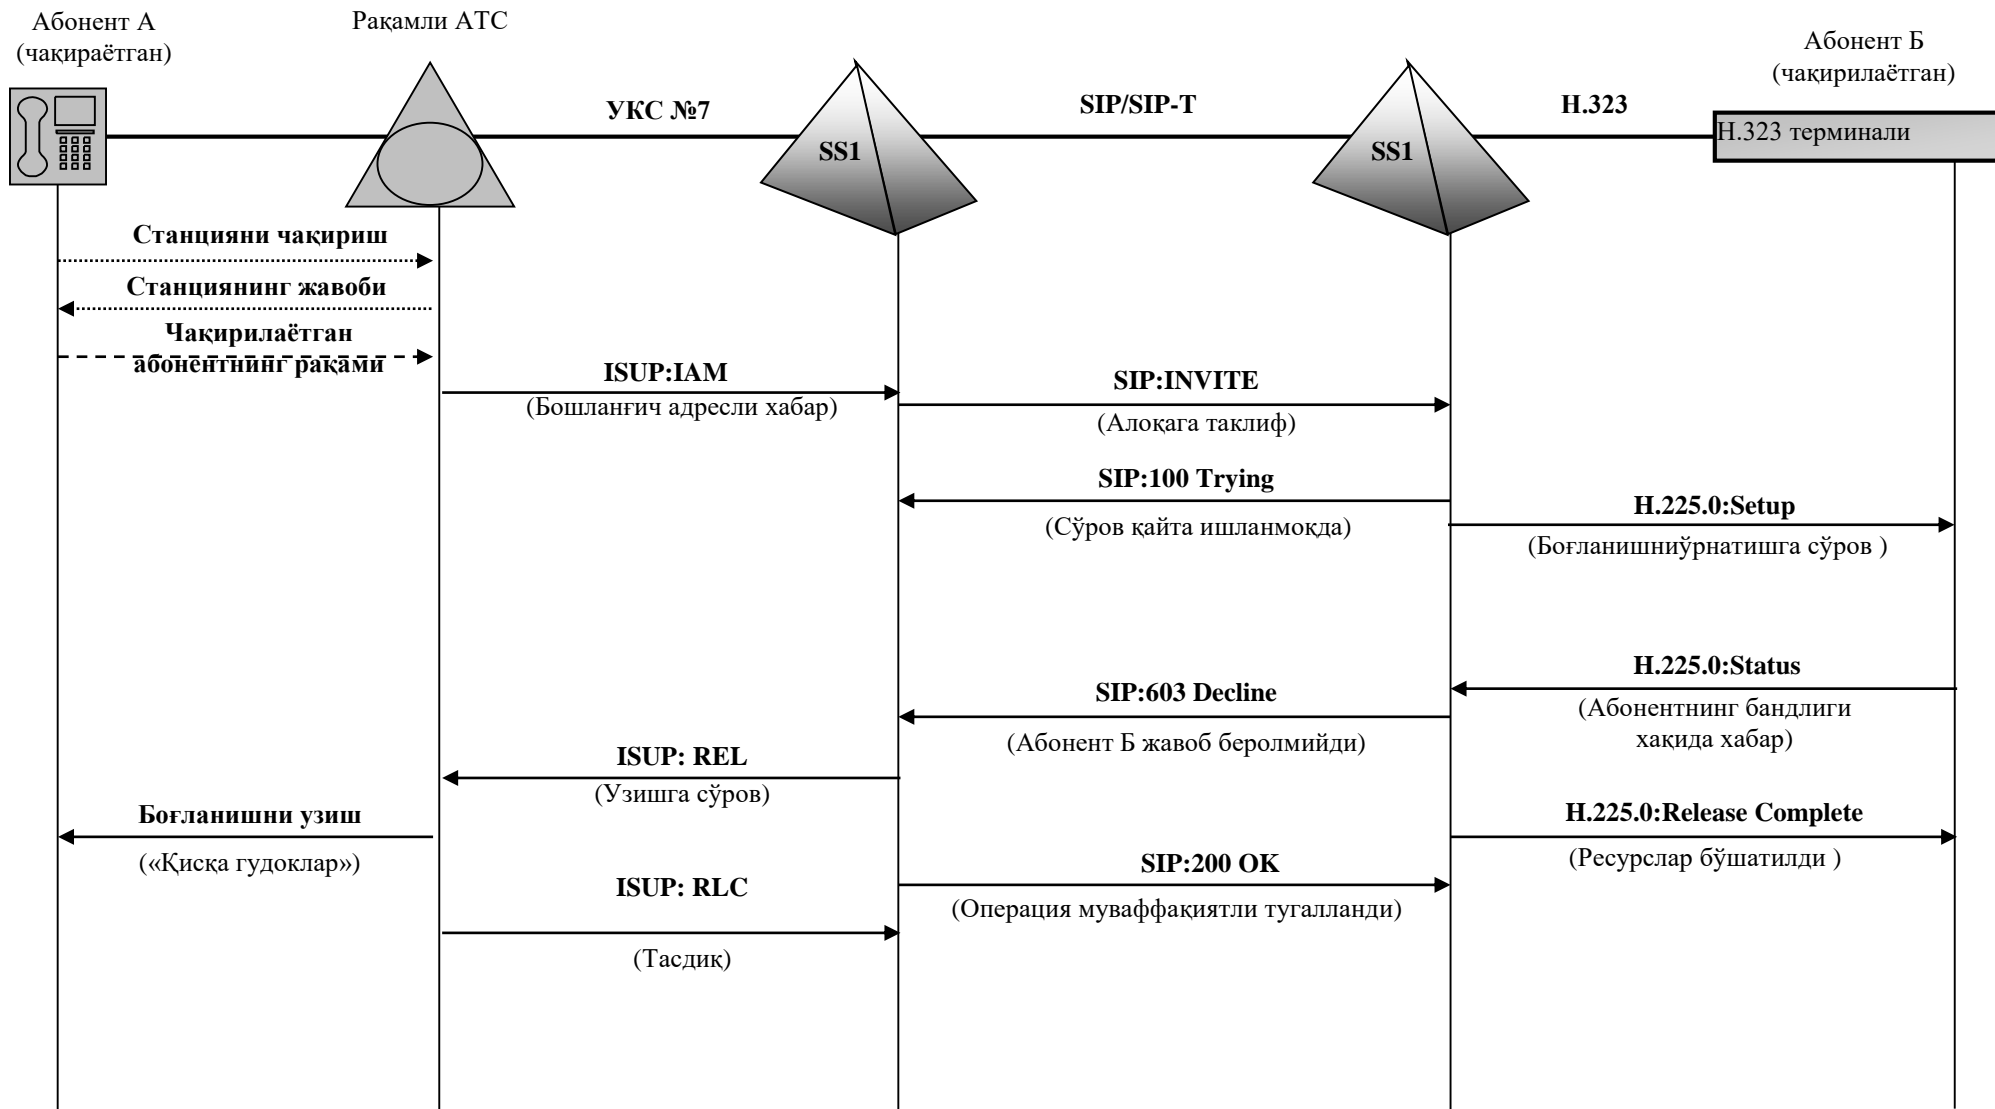 Абонент А
(чақираётган)
Рақамли АТС
Абонент Б
(чақирилаётган)
УКС №7
SIP/SIP-T
H.323
SS1
SS1
H.323 терминали
Станцияни чақириш
Станциянинг жавоби
Чақирилаётган
абонентнинг рақами
ISUP:IAM
(Бошланғич адресли хабар)
SIP:INVITE
(Алоқага таклиф)
SIP:100 Trying
(Сўров қайта ишланмоқда)
H.225.0:Setup
(Боғланишниўрнатишга сўров )
H.225.0:Status
(Абонентнинг бандлиги
хақида хабар)
SIP:603 Decline
(Абонент Б жавоб беролмийди)
ISUP: REL
(Узишга сўров)
Боғланишни узиш
(«Қисқа гудоклар»)
H.225.0:Release Complete
(Ресурслар бўшатилди )
SIP:200 OK
(Операция муваффақиятли тугалланди)
ISUP: RLC
(Тасдиқ)